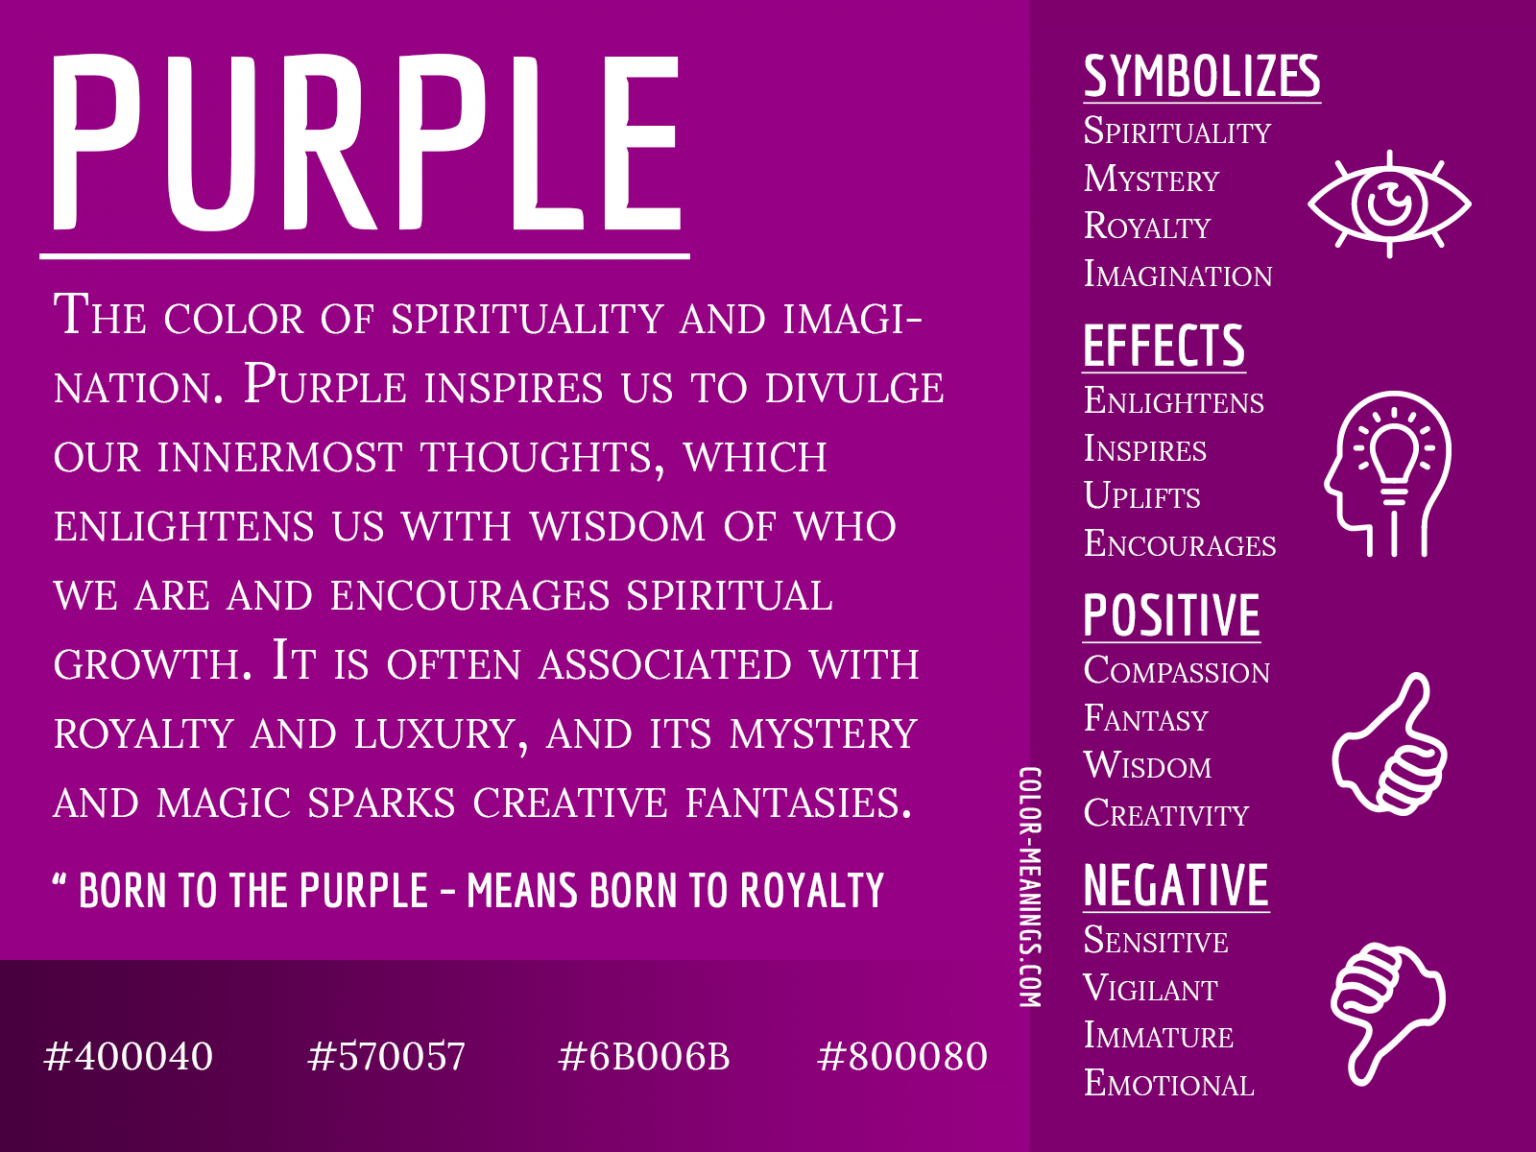 PURPLE
The color of spirituality and imagi-
nation. Purple inspires us to divulge
our innermost thoughts, which
enlightens us with wisdom of who
we are and encourages spiritual
growth. It is often associated with
royalty and luxury, and its mystery
and magic sparks creative fantasies.
“ BORN TO THE PURPLE – MEANS BORN TO ROYALTY
#400040 #570057 #6B006B #800080
COLOR-MEANINGS.COM
SYMBOLIZES
Spirituality
Mystery
Royalty
Imagination
EFFECTS
Enlightens
Inspires
Uplifts
Encourages
POSITIVE
Compassion
Fantasy
Wisdom
Creativity
NEGATIVE
Sensitive
Vigilant
Immature
Emotional